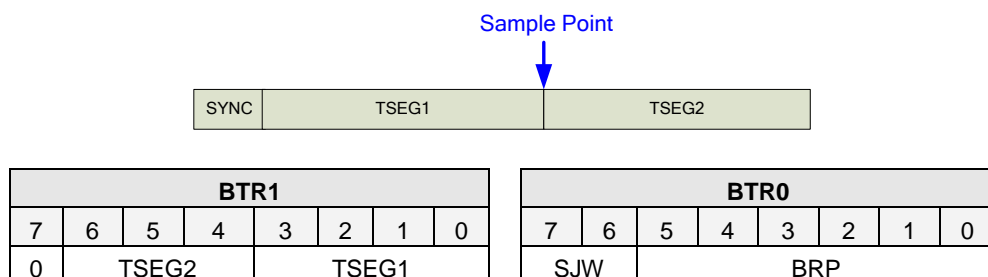 Sample Point
SYNC TSEG1 TSEG2
BTR1 BTR0
7 6 5 4 3 2 1 0 7 6 5 4 3 2 1 0
0 TSEG2 TSEG1 SJW BRP